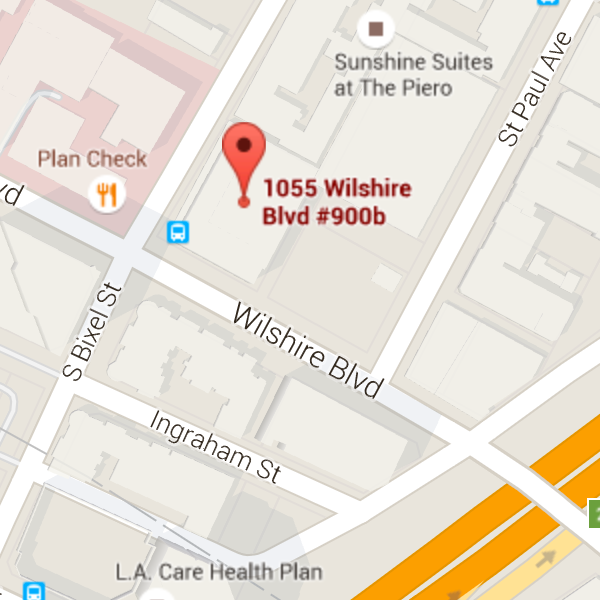 Sunshine Suites
at The Piero
St Paul Ave
Plan Check
1055 Wilshire
Blvd #900b
vd
S Bixel St
Wilshire Blvd
Ingraham St
L.A. Care Health Plan